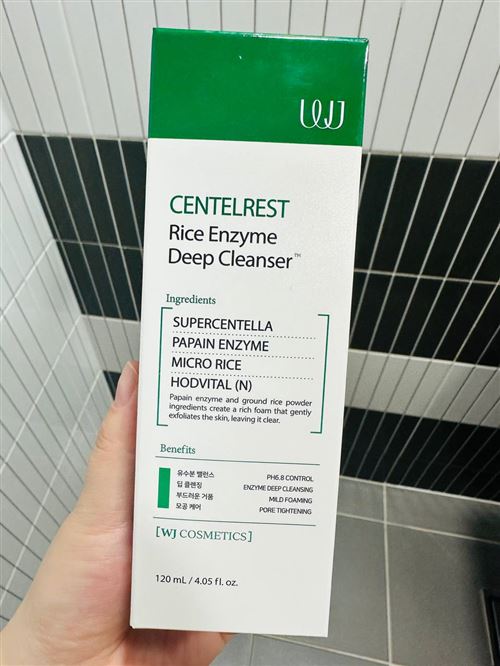 WJ
CENTELREST
Rice Enzyme
Deep Cleanser™
Ingredients
SUPERCENTELLA
PAPAIN ENZYME
MICRO RICE
HODVITAL (N)
Papain enzyme and ground rice powder
ingredients create a rich foam that gently
exfoliates the skin, leaving it clear.
Benefits
유수분 밸런스 PH6.8 CONTROL
딥 클렌징 ENZYME DEEP CLEANSING
부드러운 거품 MILD FOAMING
모공 케어 PORE TIGHTENING
[WJ COSMETICS]
120 mL / 4.05 fl. oz.